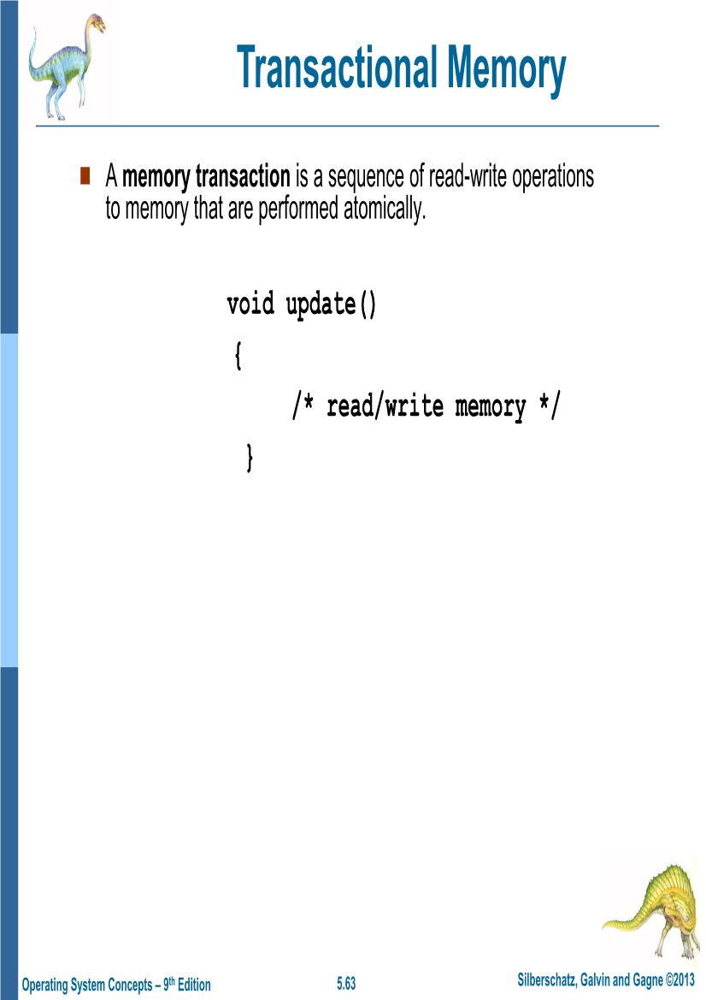 Transactional Memory
A memory transaction is a sequence of read-write operations
to memory that are performed atomically.
void update()
{
/* read/write memory */
}
Operating System Concepts – 9th Edition
5.63
Silberschatz, Galvin and Gagne ©2013